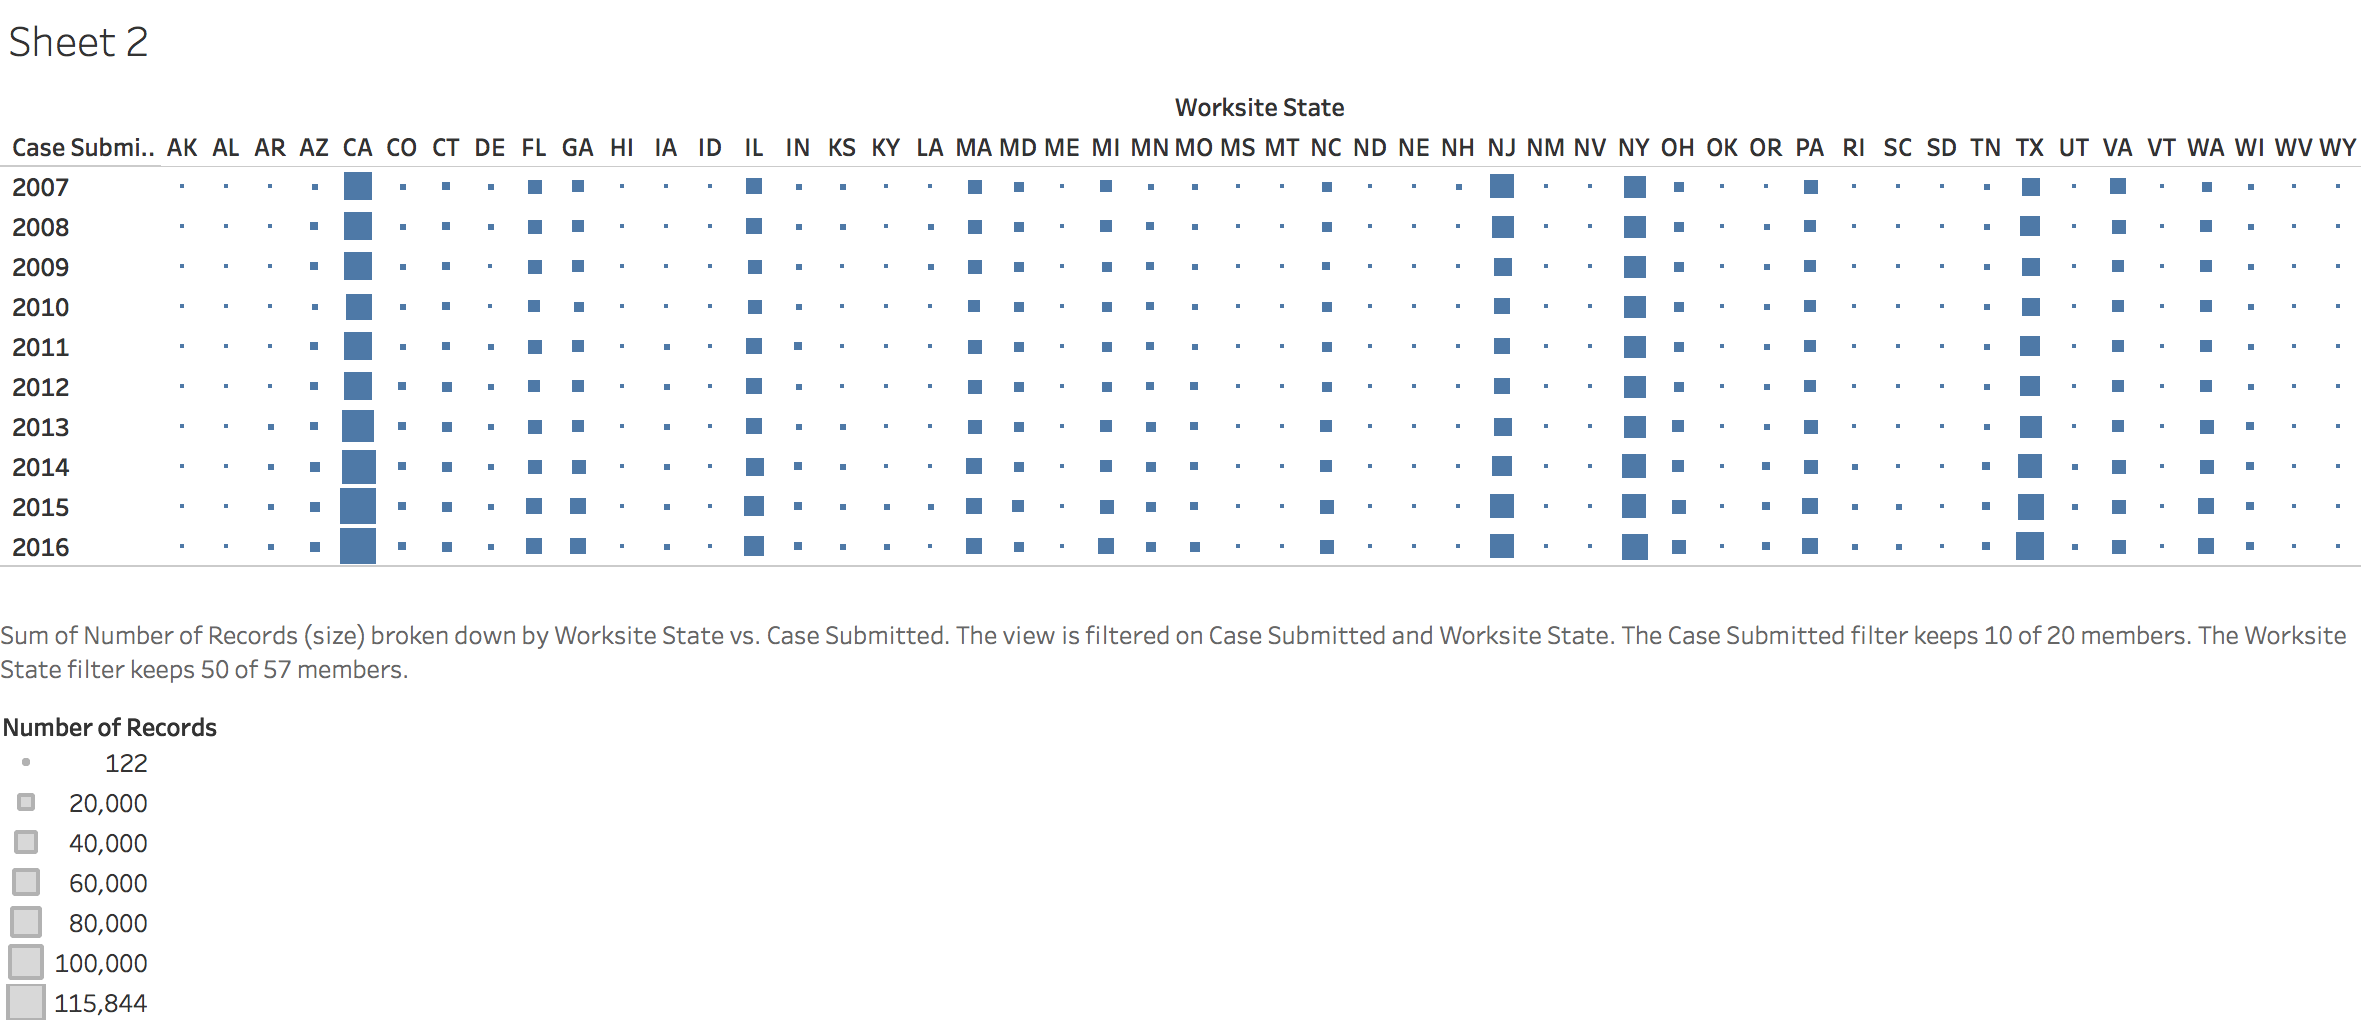 Sheet 2
Worksite State
Case Submi.. AK AL AR AZ CA CO CT DE FL GA HI IA ID IL IN KS KY LA MA MD ME MI MN MO MS MT NC ND NE NH NJ NM NV NY OH OK OR PA RI SC SD TN TX UT VA VT WA WI WV WY
2007
2008
2009
2010
2011
2012
2013
2014
2015
2016
Sum of Number of Records (size) broken down by Worksite State vs. Case Submitted. The view is filtered on Case Submitted and Worksite State. The Case Submitted filter keeps 10 of 20 members. The Worksite
State filter keeps 50 of 57 members.
Number of Records
122
20,000
40,000
60,000
80,000
100,000
115,844